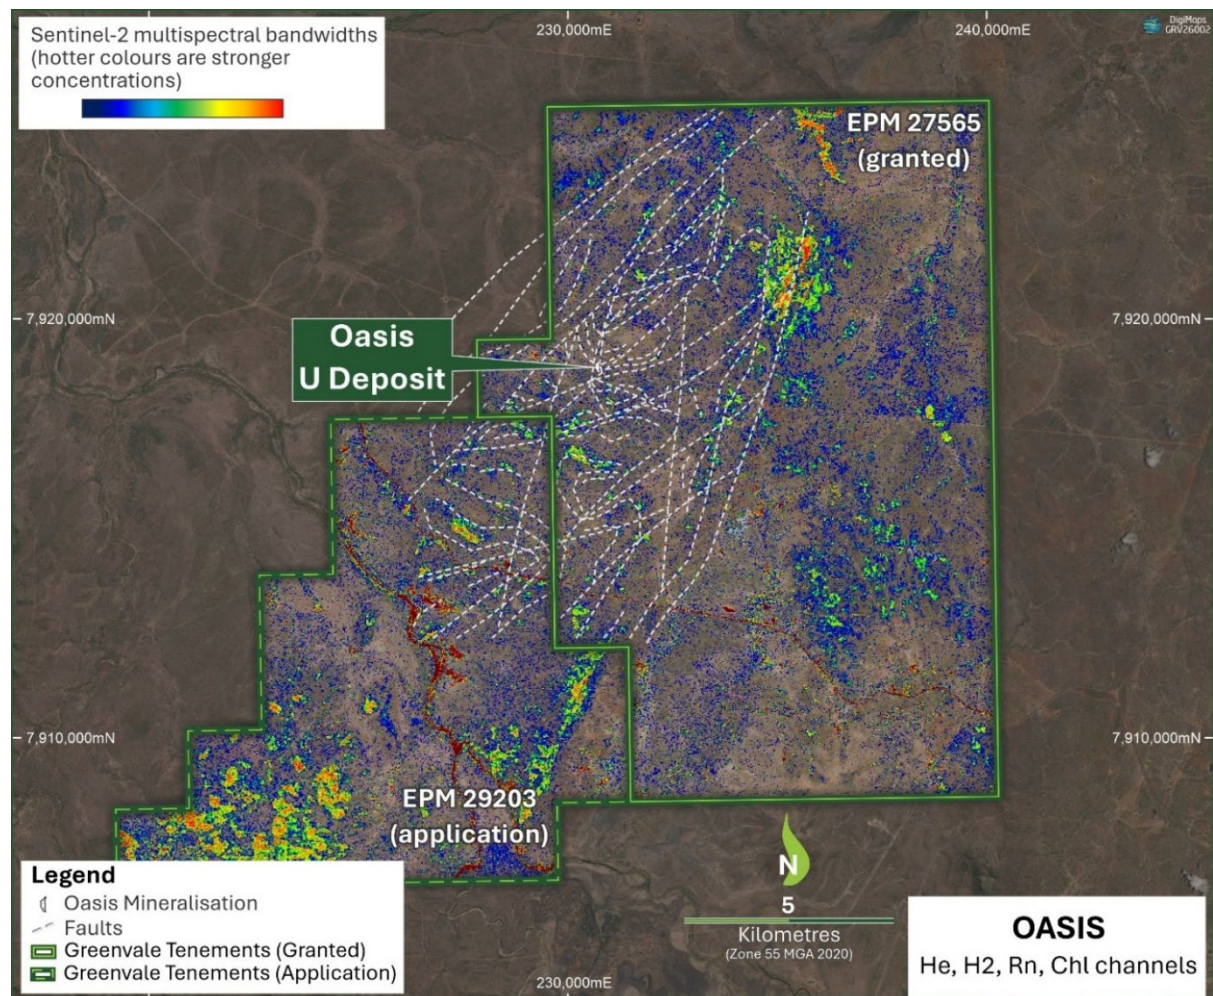 Sentinel-2 multispectral bandwidths
(hotter colours are stronger
concentrations)
230,000mE
240,000mE
DigiMaps
GRV26002
EPM 27565
(granted)
7,920,000mN
7,920,000mN
Oasis
U Deposit
7,910,000mN
7,910,000mN
EPM 29203
(application)
Legend
Oasis Mineralisation
Faults
Greenvale Tenements (Granted)
Greenvale Tenements (Application)
N
5
Kilometres
(Zone 55 MGA 2020)
230,000mE
OASIS
He, H2, Rn, Chl channels